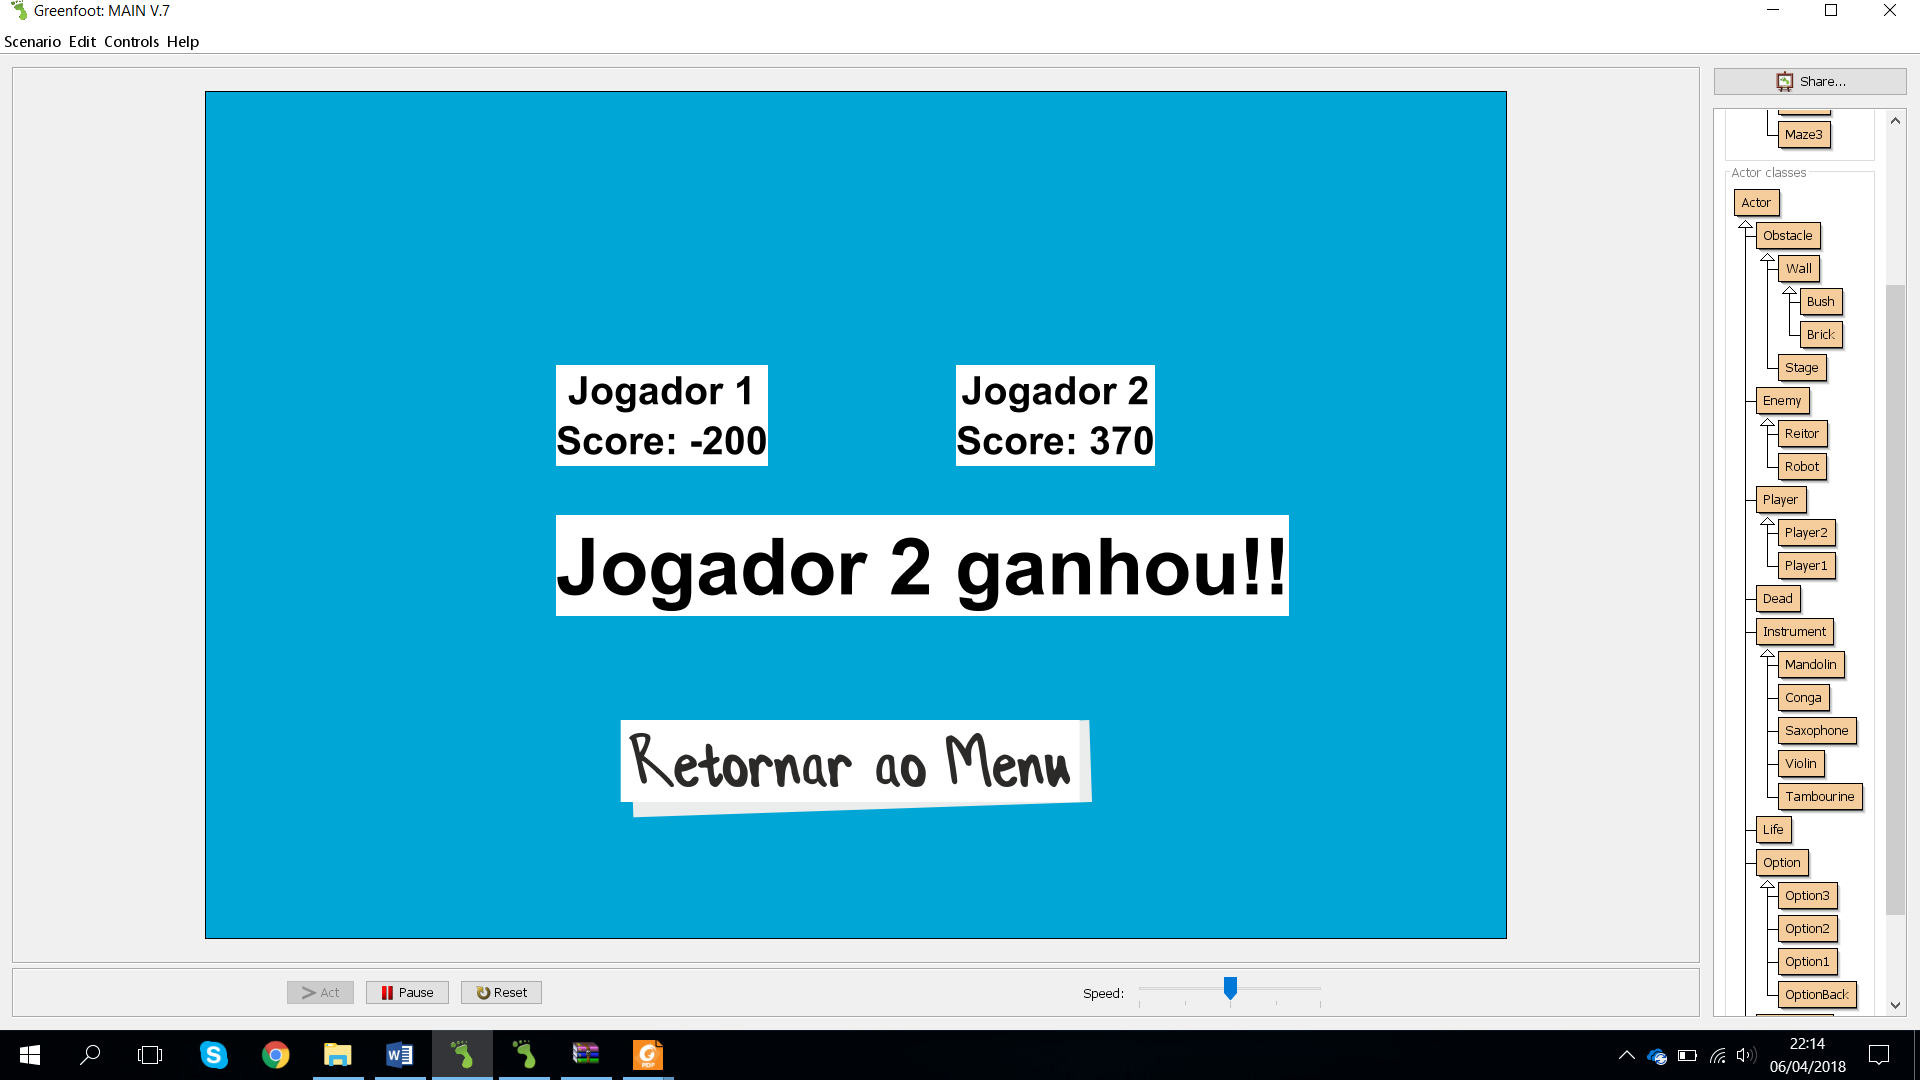 Greenfoot: MAIN V.7
Scenario Edit Controls Help
Share...
Maze3
Actor classes
Actor
Obstacle
Wall
Bush
Brick
Stage
Enemy
Reitor
Robot
Player
Player2
Player1
Dead
Instrument
Mandolin
Conga
Saxophone
Violin
Tambourine
Life
Option
Option3
Option2
Option1
OptionBack
Jogador 1
Score: -200
Jogador 2
Score: 370
Jogador 2 ganhou!!
Retornar ao Menu
Act Pause Reset Speed:
22:14
06/04/2018